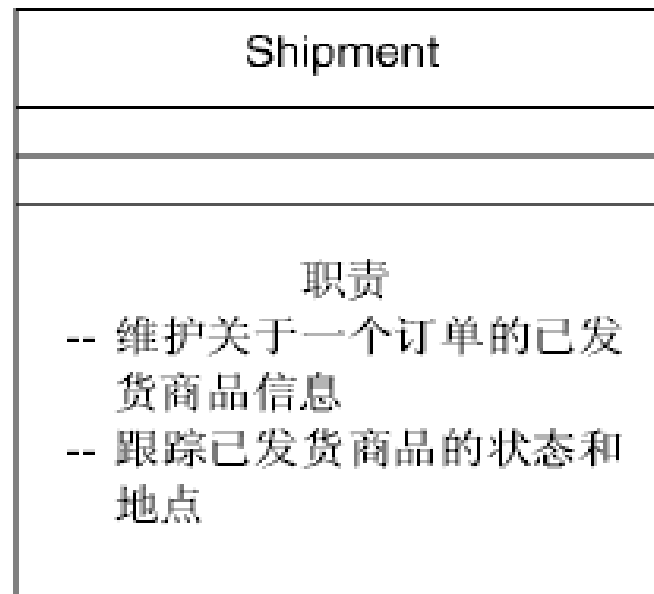 Shipment
职责
-- 维护关于一个订单的已发
货商品信息
-- 跟踪已发货商品的状态和
地点